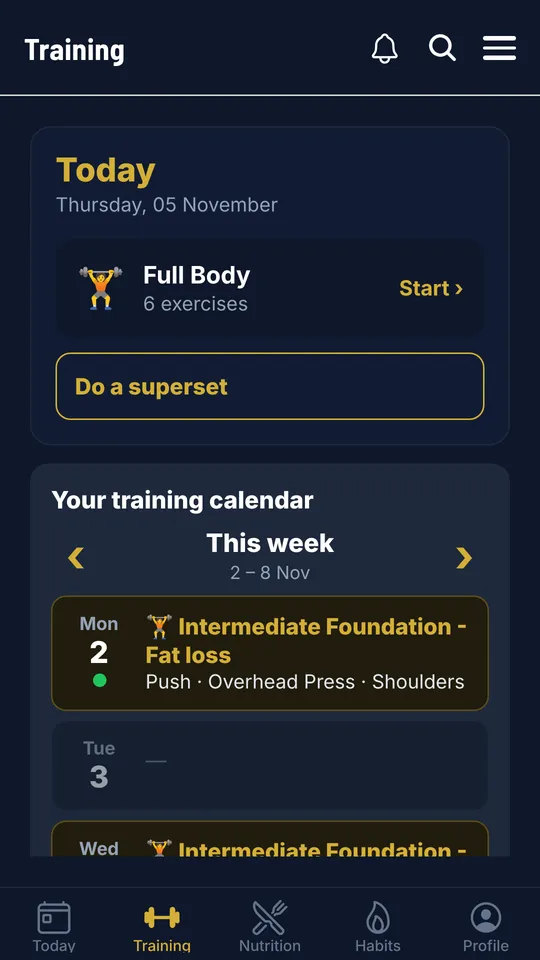 Training
Today
Thursday, 05 November
Full Body
6 exercises
Start ›
Do a superset
Your training calendar
This week
2 – 8 Nov
Mon
2
Intermediate Foundation -
Fat loss
Push · Overhead Press · Shoulders
Tue
3
—
Wed
Intermediate Foundation -
Today
Training
Nutrition
Habits
Profile